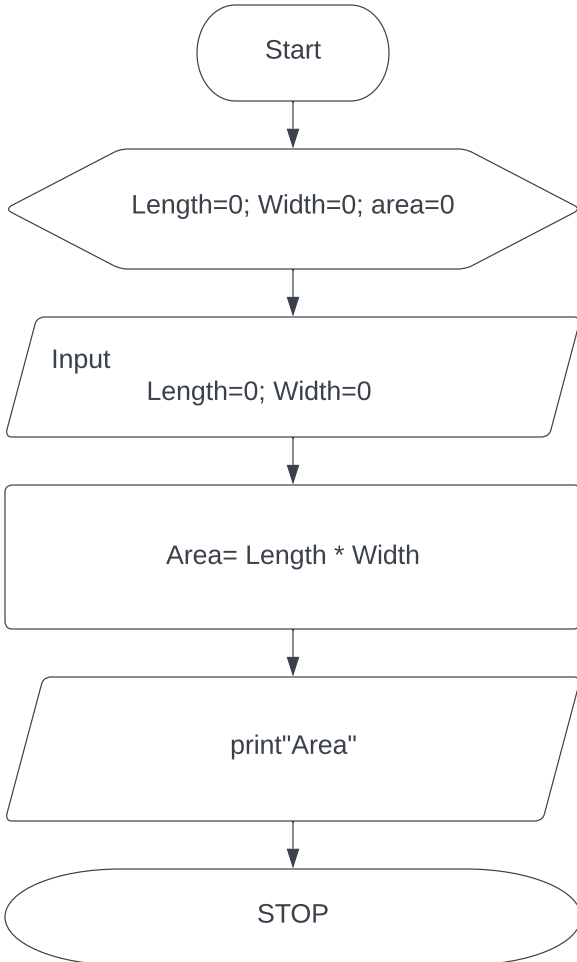 Start
Length=0; Width=0; area=0
Input
Length=0; Width=0
Area= Length * Width
print"Area"
STOP